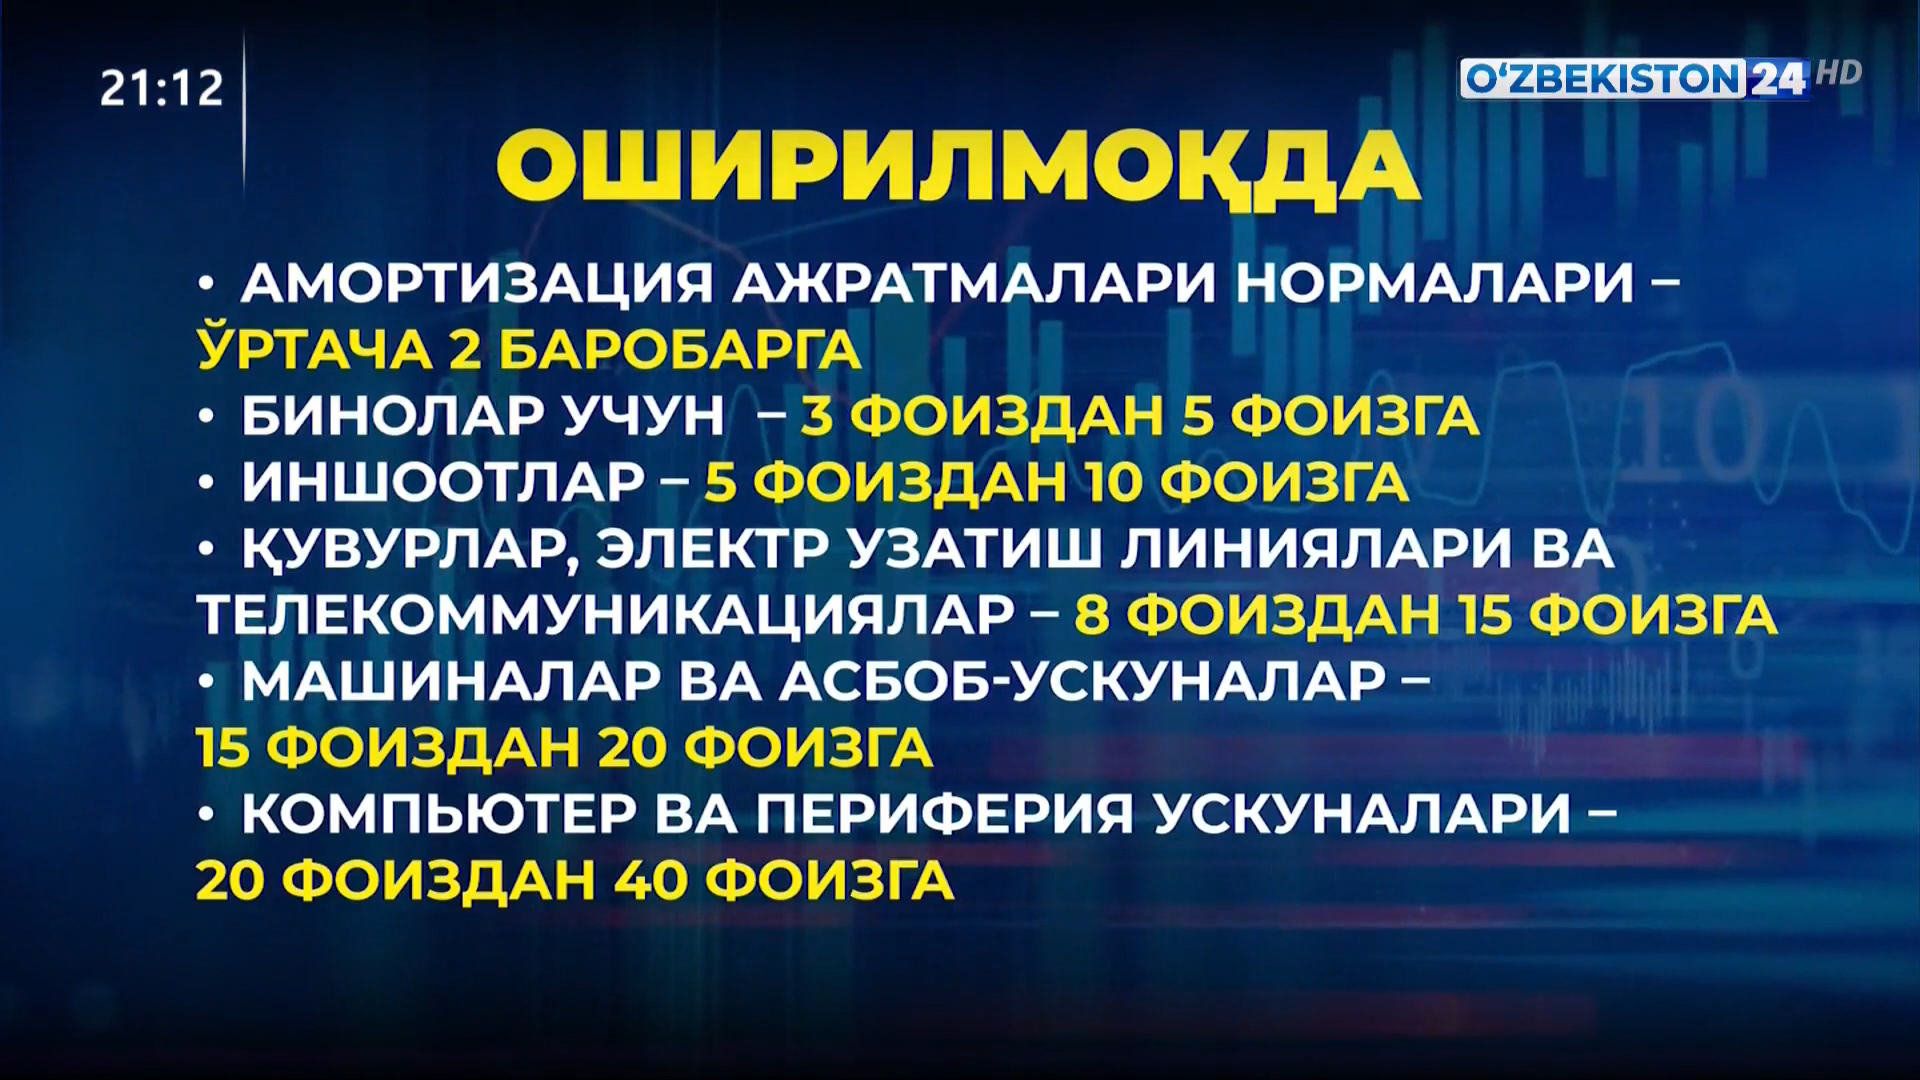 21:12
O‘ZBEKISTON 24 HD
ОШИРИЛМОҚДА
• АМОРТИЗАЦИЯ АЖРАТМАЛАРИ НОРМАЛАРИ –
ЎРТАЧА 2 БАРОБАРГА
• БИНОЛАР УЧУН – 3 ФОИЗДАН 5 ФОИЗГА
• ИНШООТЛАР – 5 ФОИЗДАН 10 ФОИЗГА
• ҚУВУРЛАР, ЭЛЕКТР УЗАТИШ ЛИНИЯЛАРИ ВА
ТЕЛЕКОММУНИКАЦИЯЛАР – 8 ФОИЗДАН 15 ФОИЗГА
• МАШИНАЛАР ВА АСБОБ-УСКУНАЛАР –
15 ФОИЗДАН 20 ФОИЗГА
• КОМПЬЮТЕР ВА ПЕРИФЕРИЯ УСКУНАЛАРИ –
20 ФОИЗДАН 40 ФОИЗГА
10